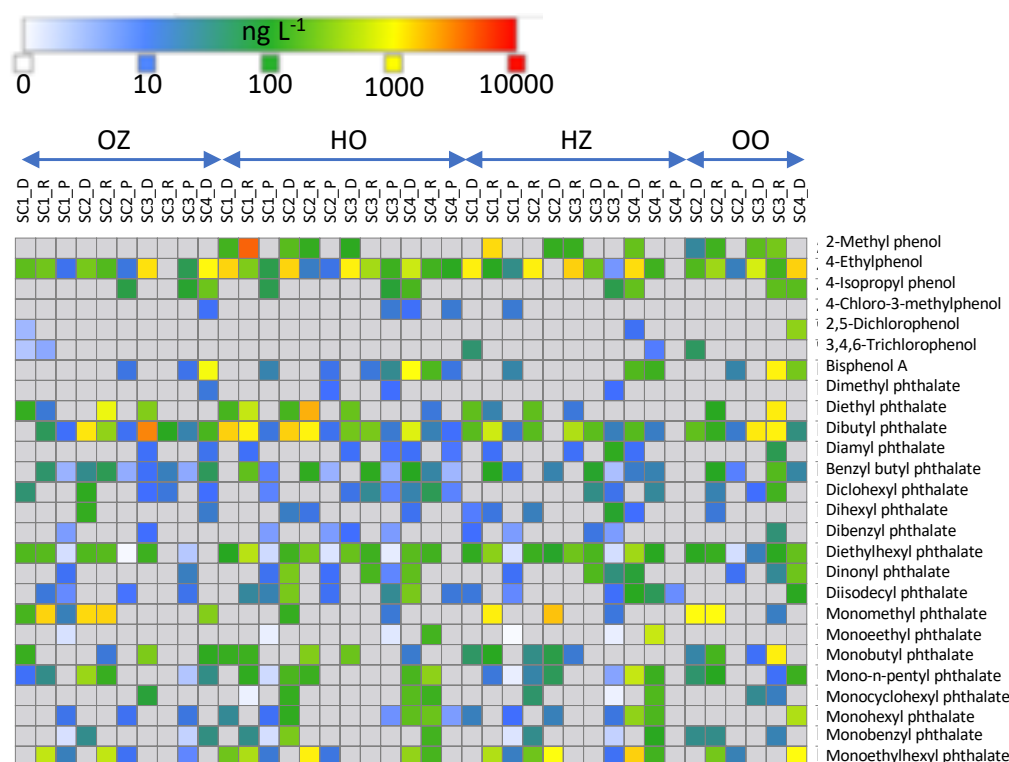 ng L-1
0 10 100 1000 10000
OZ HO HZ OO
SC1_D SC1_R SC1_P SC2_D SC2_R SC2_P SC3_D SC3_R SC3_P SC4_D SC1_D SC1_R SC1_P SC2_D SC2_R SC2_P SC3_D SC3_R SC3_P SC4_D SC4_R SC4_P SC1_D SC1_R SC1_P SC2_D SC2_R SC3_D SC3_R SC3_P SC4_D SC4_R SC4_P SC2_D SC2_R SC2_P SC3_D SC3_R SC4_D
2-Methyl phenol
4-Ethylphenol
4-Isopropyl phenol
4-Chloro-3-methylphenol
2,5-Dichlorophenol
3,4,6-Trichlorophenol
Bisphenol A
Dimethyl phthalate
Diethyl phthalate
Dibutyl phthalate
Diamyl phthalate
Benzyl butyl phthalate
Diclohexyl phthalate
Dihexyl phthalate
Dibenzyl phthalate
Diethylhexyl phthalate
Dinonyl phthalate
Diisodecyl phthalate
Monomethyl phthalate
Monoeethyl phthalate
Monobutyl phthalate
Mono-n-pentyl phthalate
Monocyclohexyl phthalate
Monohexyl phthalate
Monobenzyl phthalate
Monoethylhexyl phthalate